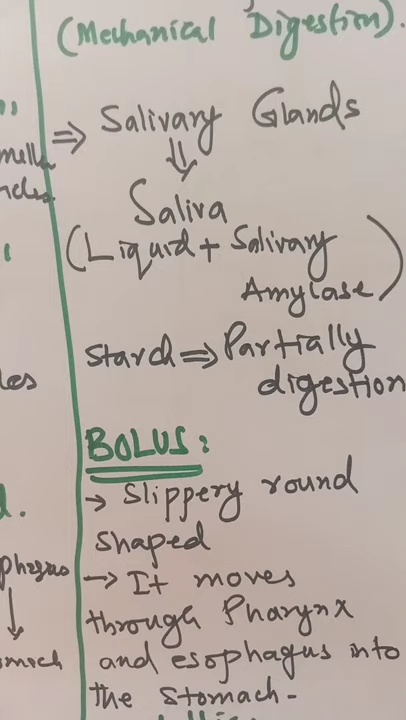 (Mechanical Digestion).
⇒ Salivary Glands
⇓
Saliva
(Liquid + Salivary
Amylase)
Starch ⇒ Partially
digestion
BOLUS:
→ Slippery round
shaped
→ It moves
through Pharynx
and esophagus into
the stomach-